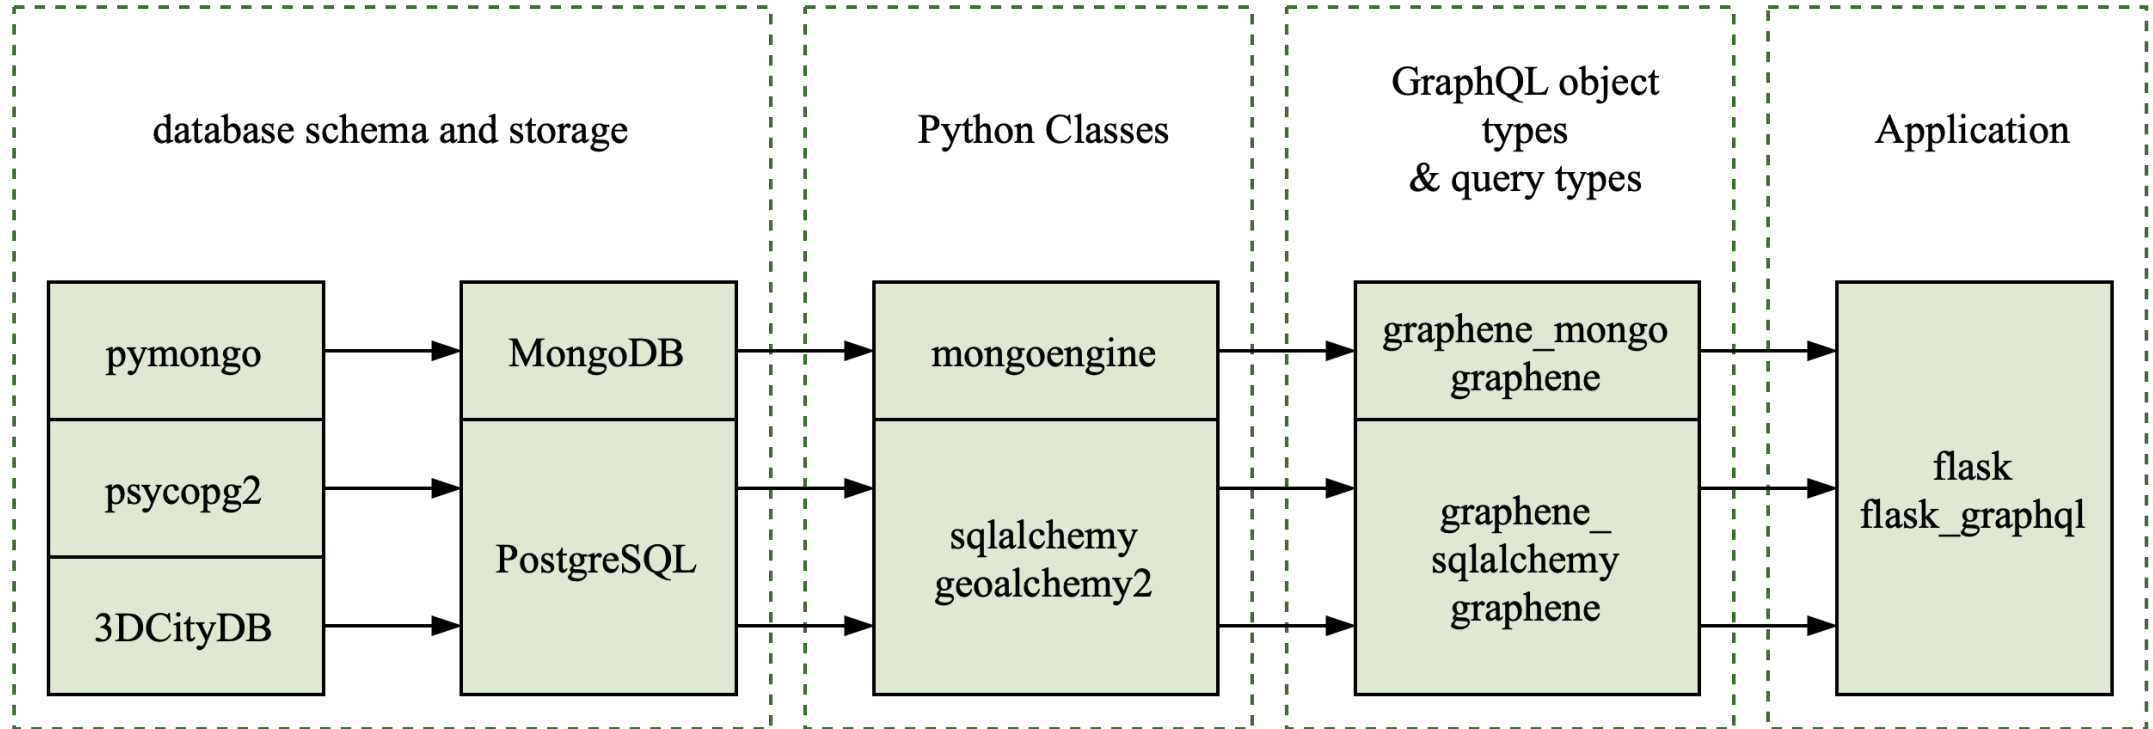 database schema and storage
Python Classes
GraphQL object
types
& query types
Application
pymongo
psycopg2
3DCityDB
MongoDB
PostgreSQL
mongoengine
sqlalchemy
geoalchemy2
graphene_mongo
graphene
graphene_
sqlalchemy
graphene
flask
flask_graphql